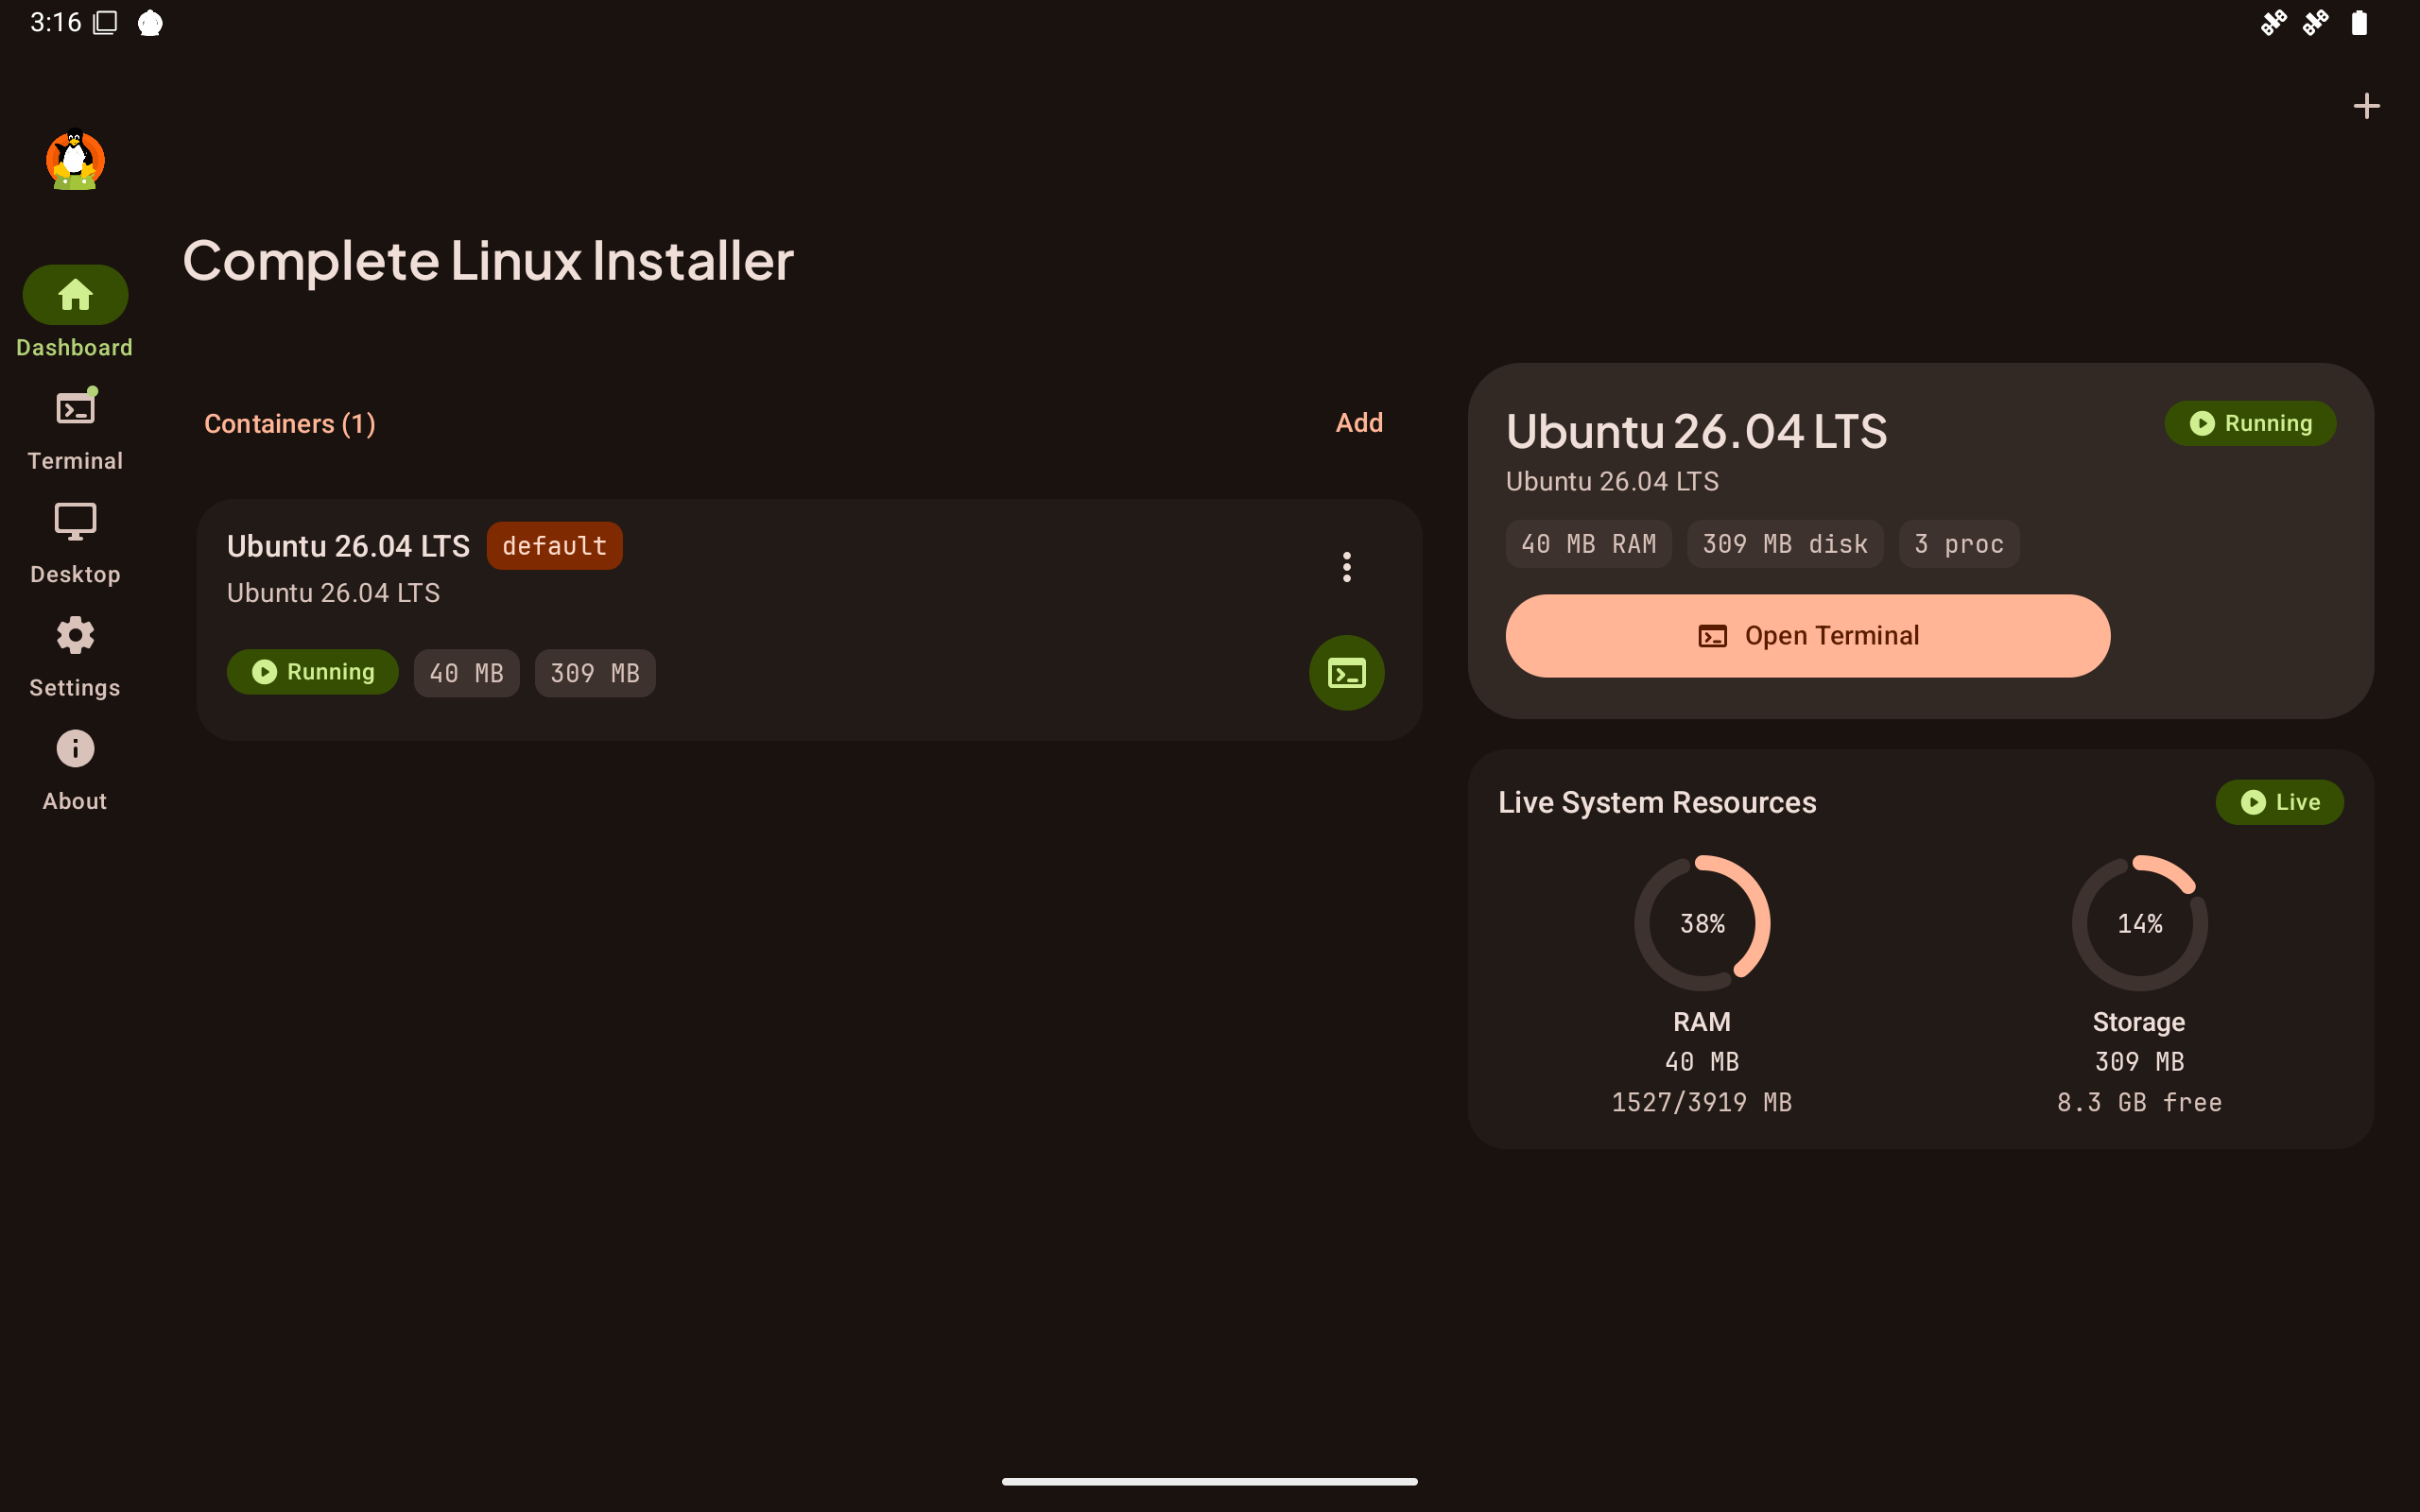 3:16
Complete Linux Installer
Dashboard
Terminal
Desktop
Settings
About
Containers (1)
Add
Ubuntu 26.04 LTS default
Ubuntu 26.04 LTS
Running 40 MB 309 MB
Ubuntu 26.04 LTS
Running
Ubuntu 26.04 LTS
40 MB RAM 309 MB disk 3 proc
Open Terminal
Live System Resources
Live
38%
RAM
40 MB
1527/3919 MB
14%
Storage
309 MB
8.3 GB free